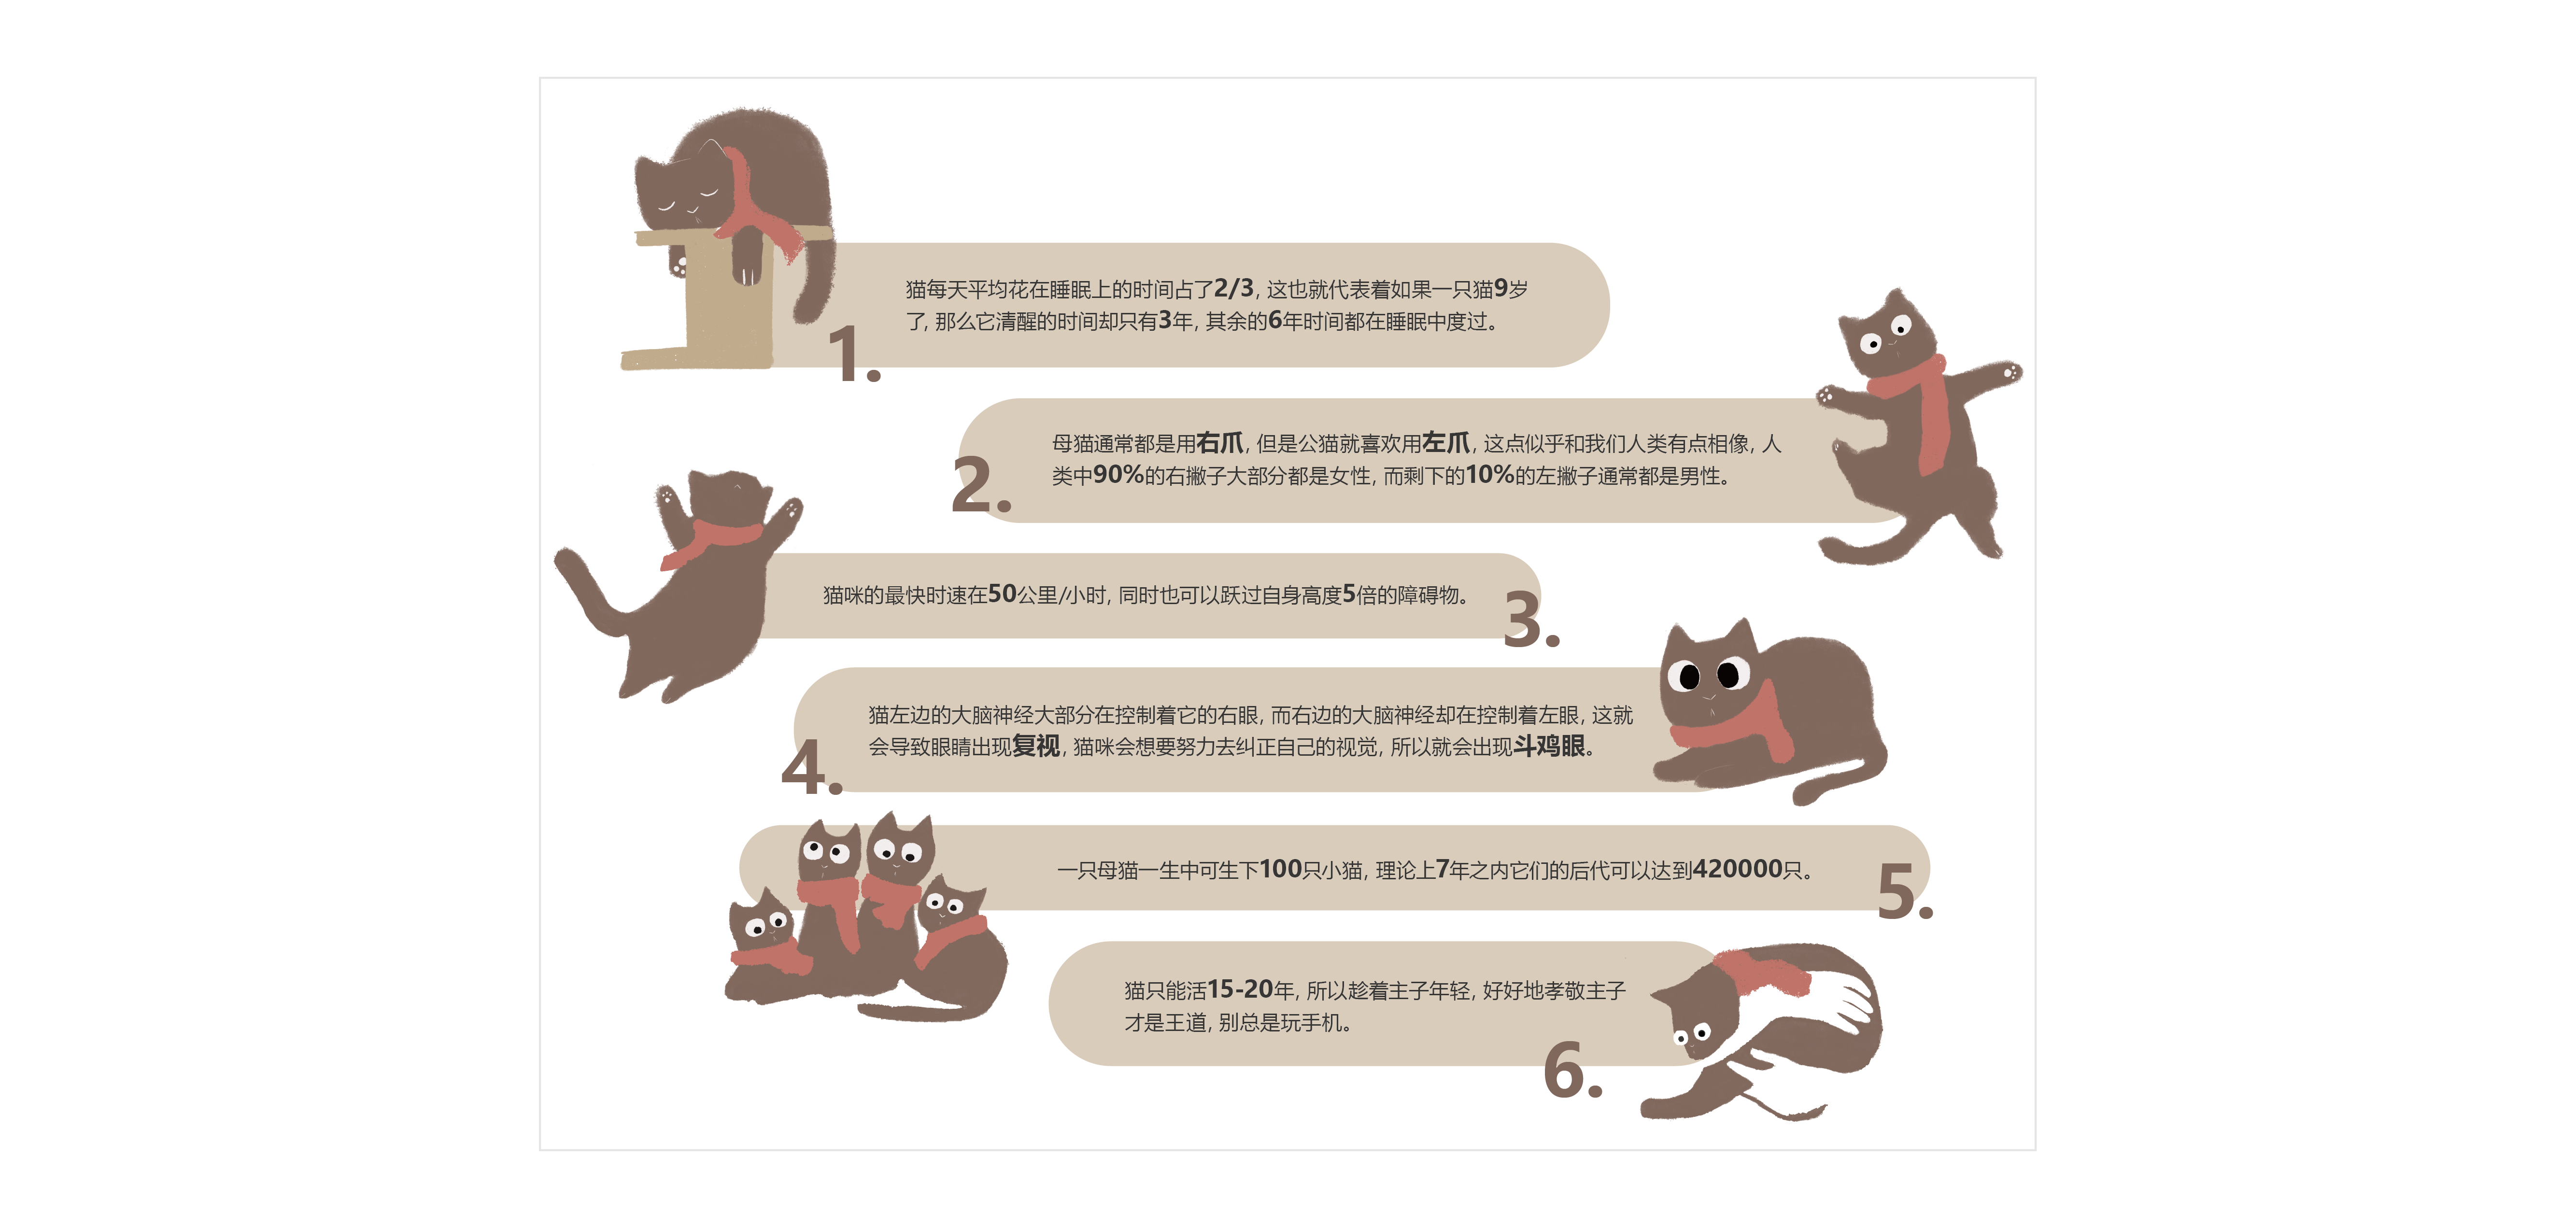 猫每天平均花在睡眠上的时间占了2/3, 这也就代表着如果一只猫9岁
了, 那么它清醒的时间却只有3年, 其余的6年时间都在睡眠中度过。
1.
母猫通常都是用右爪, 但是公猫就喜欢用左爪, 这点似乎和我们人类有点相像, 人
类中90%的右撇子大部分都是女性, 而剩下的10%的左撇子通常都是男性。
2.
猫咪的最快时速在50公里/小时, 同时也可以跃过自身高度5倍的障碍物。
3.
猫左边的大脑神经大部分在控制着它的右眼, 而右边的大脑神经却在控制着左眼, 这就
会导致眼睛出现复视, 猫咪会想要努力去纠正自己的视觉, 所以就会出现斗鸡眼。
4.
一只母猫一生中可生下100只小猫, 理论上7年之内它们的后代可以达到420000只。
5.
猫只能活15-20年, 所以趁着主子年轻, 好好地孝敬主子
才是王道, 别总是玩手机。
6.